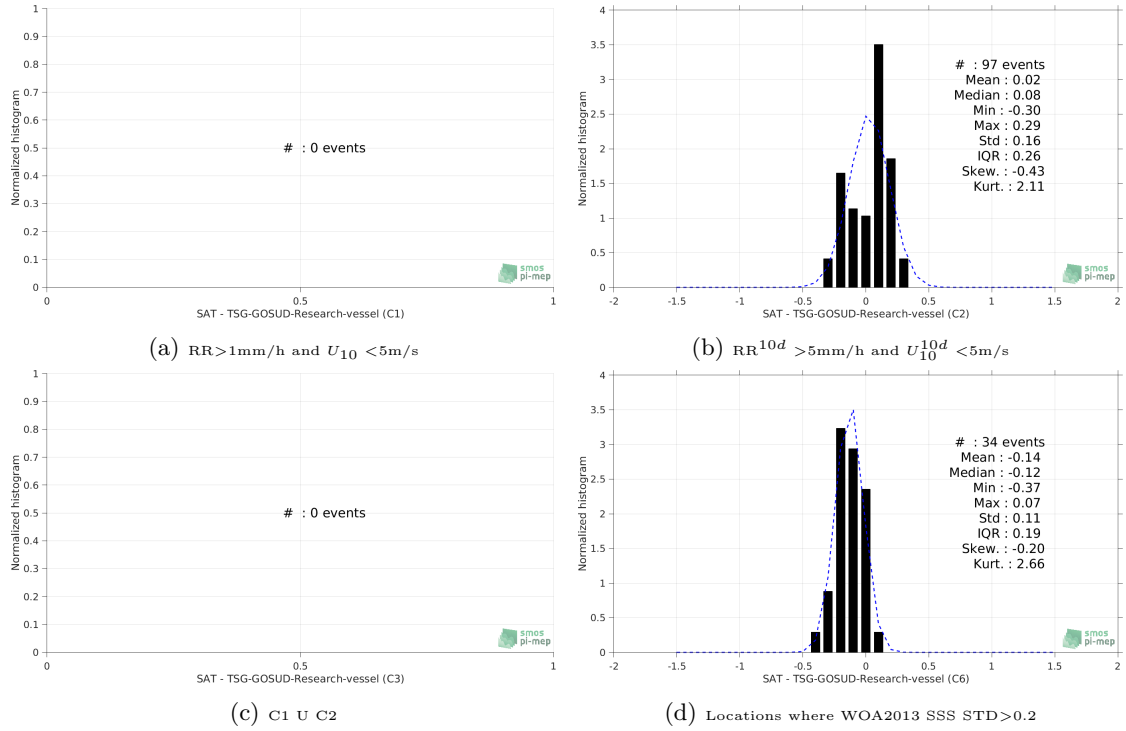 1
0.9
0.8
0.7
0.6
0.5
0.4
0.3
0.2
0.1
0
Normalized histogram
# : 0 events
smos
pi-mep
0 0.5 1
SAT - TSG-GOSUD-Research-vessel (C1)
(a) RR>1mm/h and U10 <5m/s
3.5
3
2.5
2
1.5
1
0.5
0
4
Normalized histogram
# : 97 events
Mean : 0.02
Median : 0.08
Min : -0.30
Max : 0.29
Std : 0.16
IQR : 0.26
Skew. : -0.43
Kurt. : 2.11
smos
pi-mep
-2 -1.5 -1 -0.5 0 0.5 1 1.5 2
SAT - TSG-GOSUD-Research-vessel (C2)
(b) RR^10d >5mm/h and U10^10d <5m/s
1
0.9
0.8
0.7
0.6
0.5
0.4
0.3
0.2
0.1
0
Normalized histogram
# : 0 events
smos
pi-mep
0 0.5 1
SAT - TSG-GOSUD-Research-vessel (C3)
(c) C1 U C2
4
3.5
3
2.5
2
1.5
1
0.5
0
Normalized histogram
# : 34 events
Mean : -0.14
Median : -0.12
Min : -0.37
Max : 0.07
Std : 0.11
IQR : 0.19
Skew. : -0.20
Kurt. : 2.66
smos
pi-mep
-2 -1.5 -1 -0.5 0 0.5 1 1.5 2
SAT - TSG-GOSUD-Research-vessel (C6)
(d) Locations where WOA2013 SSS STD>0.2